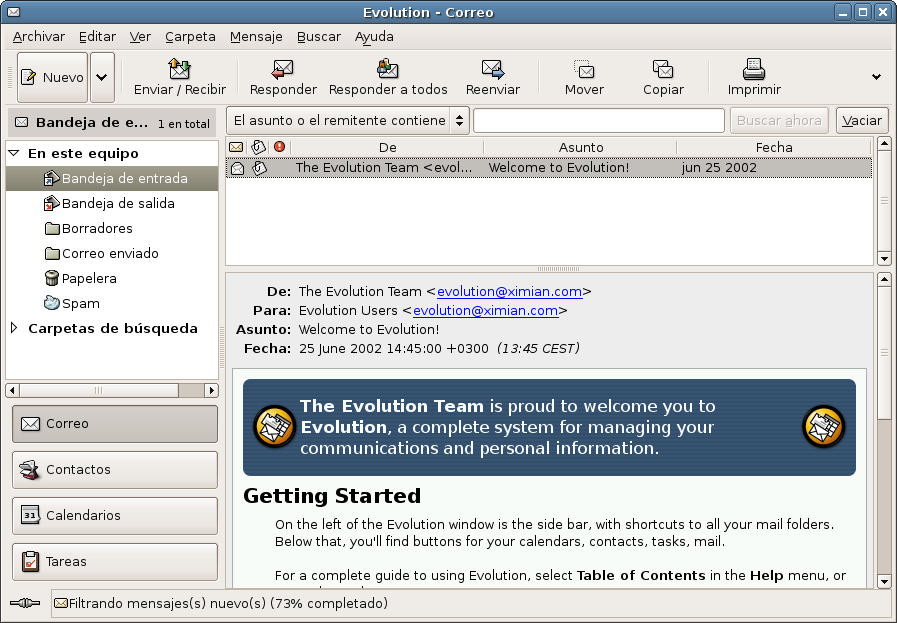 Evolution - Correo
Archivar Editar Ver Carpeta Mensaje Buscar Ayuda
Nuevo Enviar / Recibir Responder Responder a todos Reenviar Mover Copiar Imprimir
Bandeja de e... 1 en total
El asunto o el remitente contiene Buscar ahora Vaciar
En este equipo
Bandeja de entrada
Bandeja de salida
Borradores
Correo enviado
Papelera
Spam
Carpetas de búsqueda
Correo
Contactos
31 Calendarios
Tareas
De Asunto Fecha
The Evolution Team <evol... Welcome to Evolution! jun 25 2002
De: The Evolution Team <evolution@ximian.com>
Para: Evolution Users <evolution@ximian.com>
Asunto: Welcome to Evolution!
Fecha: 25 June 2002 14:45:00 +0300 (13:45 CEST)
The Evolution Team is proud to welcome you to
Evolution, a complete system for managing your
communications and personal information.
Getting Started
On the left of the Evolution window is the side bar, with shortcuts to all your mail folders.
Below that, you'll find buttons for your calendars, contacts, tasks, mail.
For a complete guide to using Evolution, select Table of Contents in the Help menu, or
Filtrando mensajes(s) nuevo(s) (73% completado)